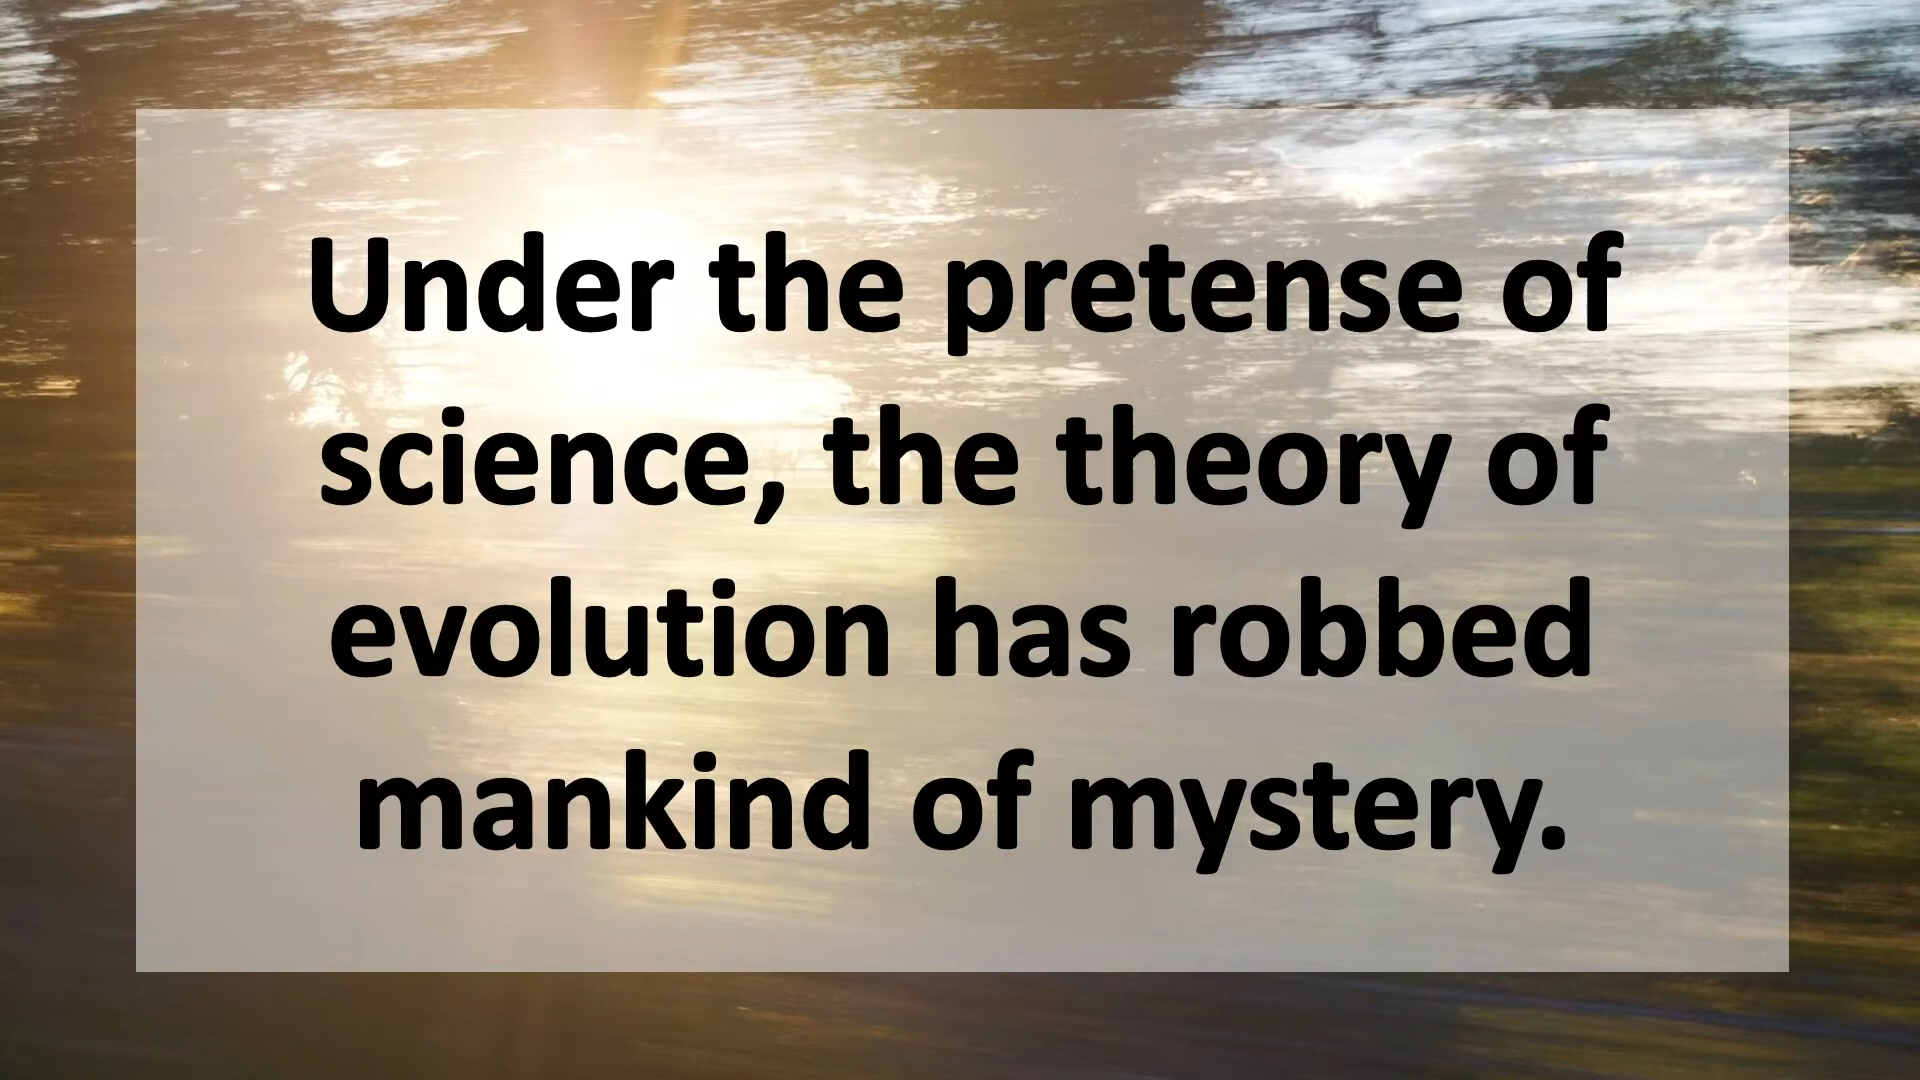 Under the pretense of
science, the theory of
evolution has robbed
mankind of mystery.